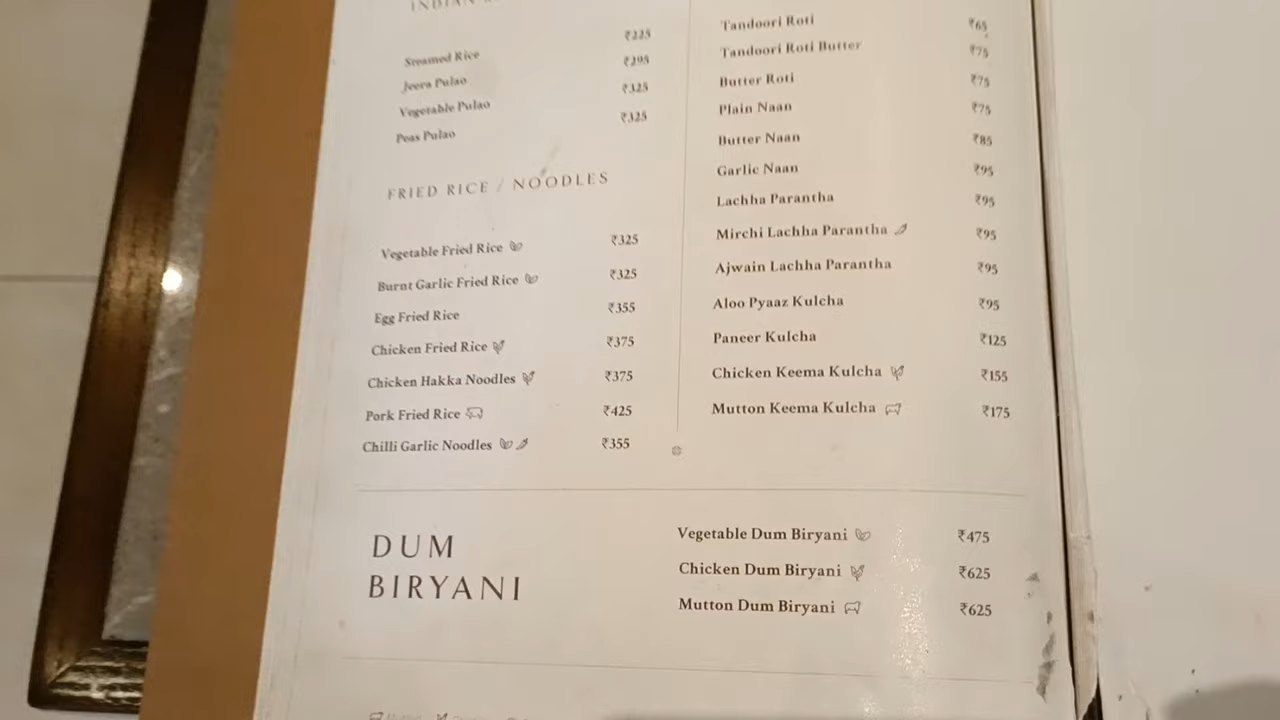 INDIAN
Steamed Rice ₹225
Jeera Pulao ₹295
Vegetable Pulao ₹325
Peas Pulao ₹325
FRIED RICE / NOODLES
Vegetable Fried Rice ₹325
Burnt Garlic Fried Rice ₹325
Egg Fried Rice ₹355
Chicken Fried Rice ₹375
Chicken Hakka Noodles ₹375
Pork Fried Rice ₹425
Chilli Garlic Noodles ₹355
Tandoori Roti ₹65
Tandoori Roti Butter ₹75
Butter Roti ₹75
Plain Naan ₹75
Butter Naan ₹85
Garlic Naan ₹95
Lachha Parantha ₹95
Mirchi Lachha Parantha ₹95
Ajwain Lachha Parantha ₹95
Aloo Pyaaz Kulcha ₹95
Paneer Kulcha ₹125
Chicken Keema Kulcha ₹155
Mutton Keema Kulcha ₹175
DUM
BIRYANI
Vegetable Dum Biryani ₹475
Chicken Dum Biryani ₹625
Mutton Dum Biryani ₹625